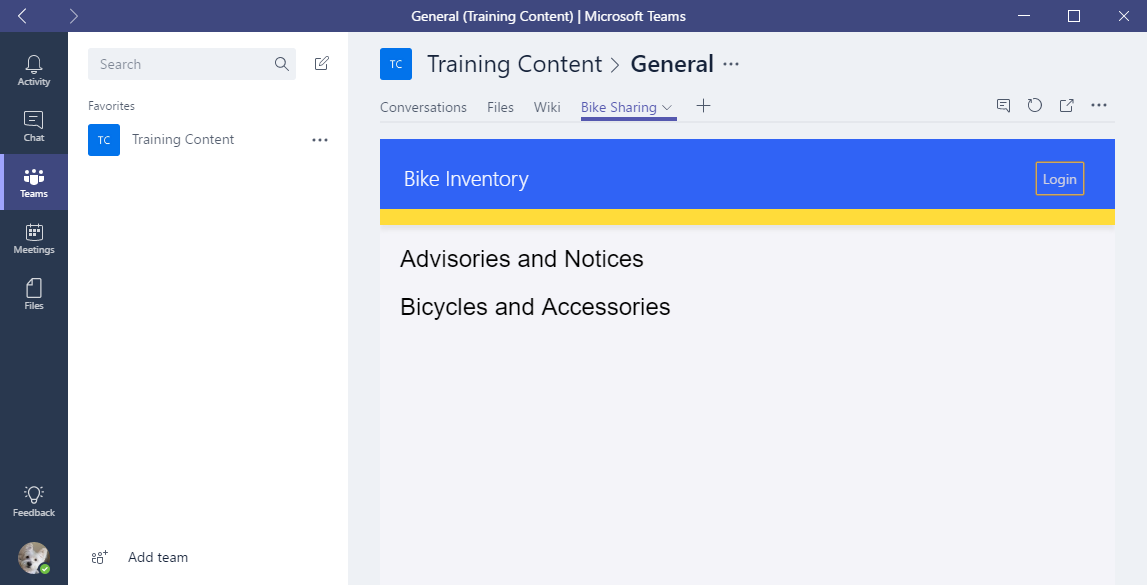 General (Training Content) | Microsoft Teams
Activity
Chat
Teams
Meetings
Files
Feedback
Search
Favorites
TC Training Content
Add team
TC Training Content > General
Conversations Files Wiki Bike Sharing
Bike Inventory Login
Advisories and Notices
Bicycles and Accessories